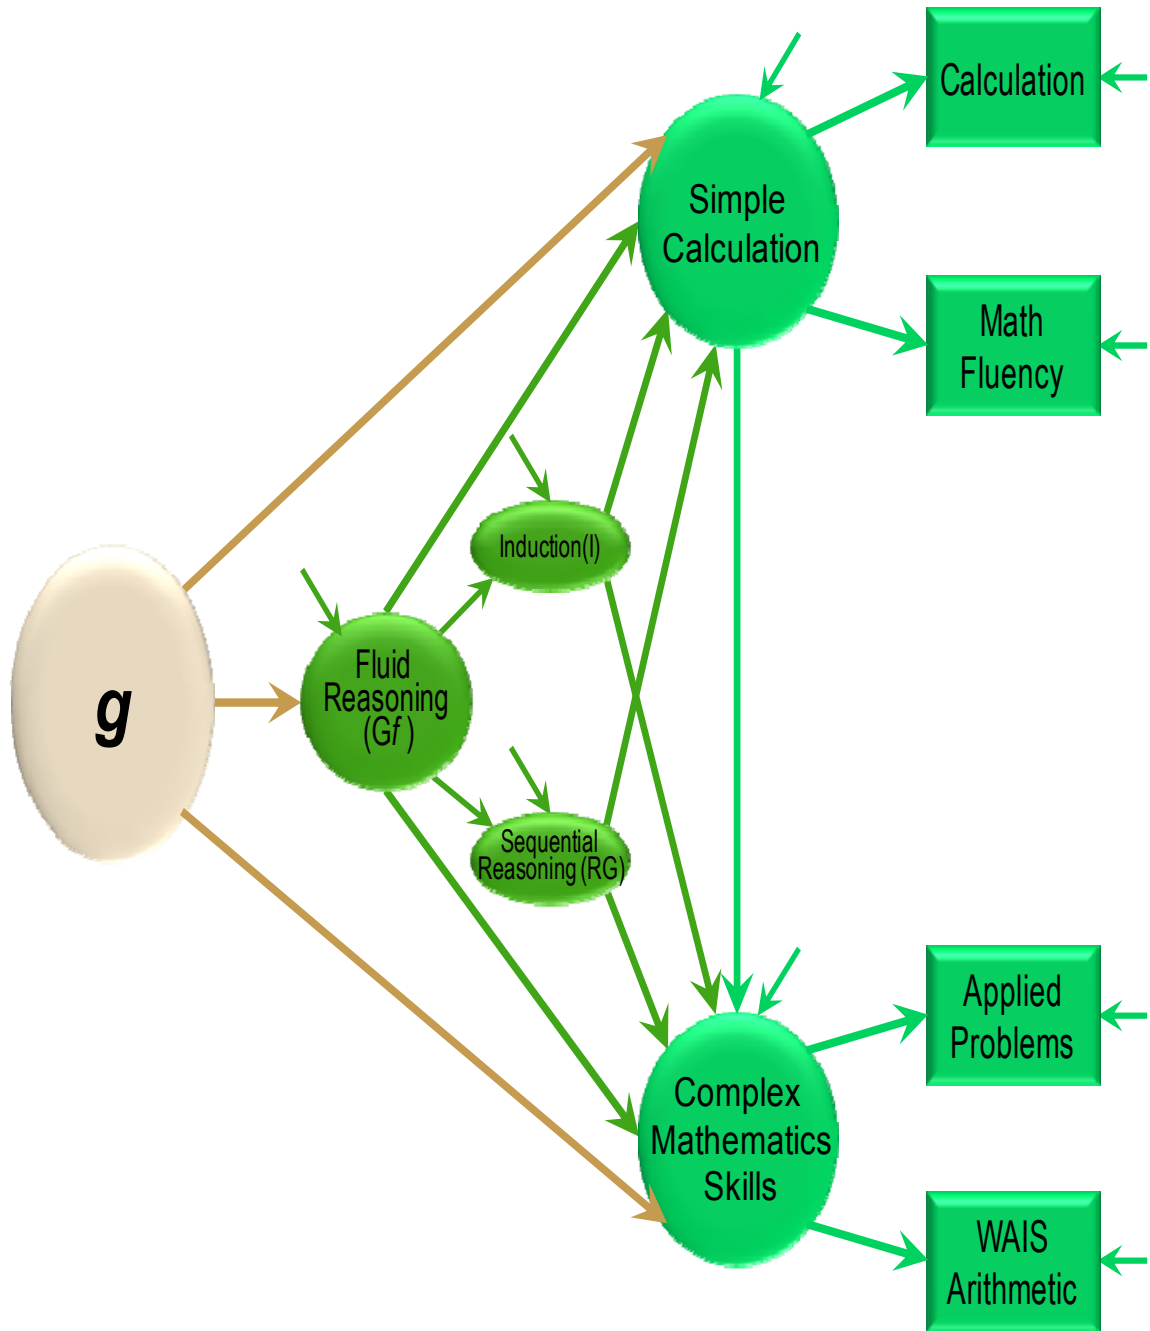 Calculation
Simple
Calculation
Math
Fluency
Induction(I)
g
Fluid
Reasoning
(Gf )
Sequential
Reasoning (RG)
Applied
Problems
Complex
Mathematics
Skills
WAIS
Arithmetic